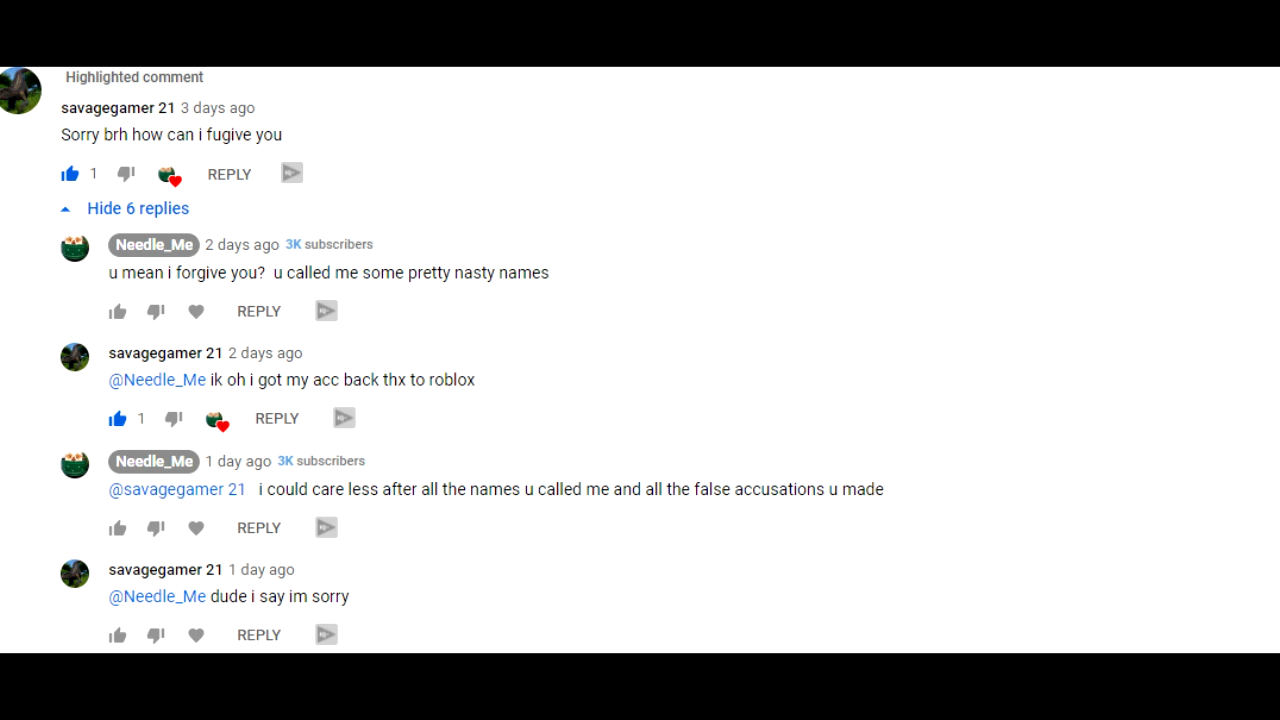 Highlighted comment
savagegamer 21 3 days ago
Sorry brh how can i fugive you
1 REPLY
Hide 6 replies
Needle_Me 2 days ago 3K subscribers
u mean i forgive you?  u called me some pretty nasty names
REPLY
savagegamer 21 2 days ago
@Needle_Me ik oh i got my acc back thx to roblox
1 REPLY
Needle_Me 1 day ago 3K subscribers
@savagegamer 21  i could care less after all the names u called me and all the false accusations u made
REPLY
savagegamer 21 1 day ago
@Needle_Me dude i say im sorry
REPLY